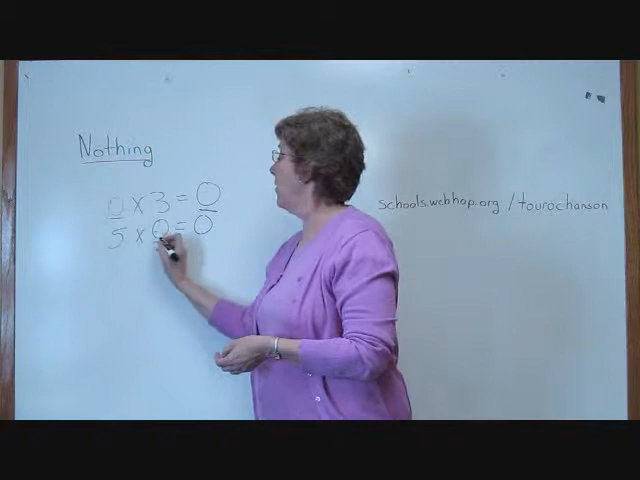 Nothing
0 x 3 = 0
5 x 0 = 0
schools.webhop.org / tourochanson